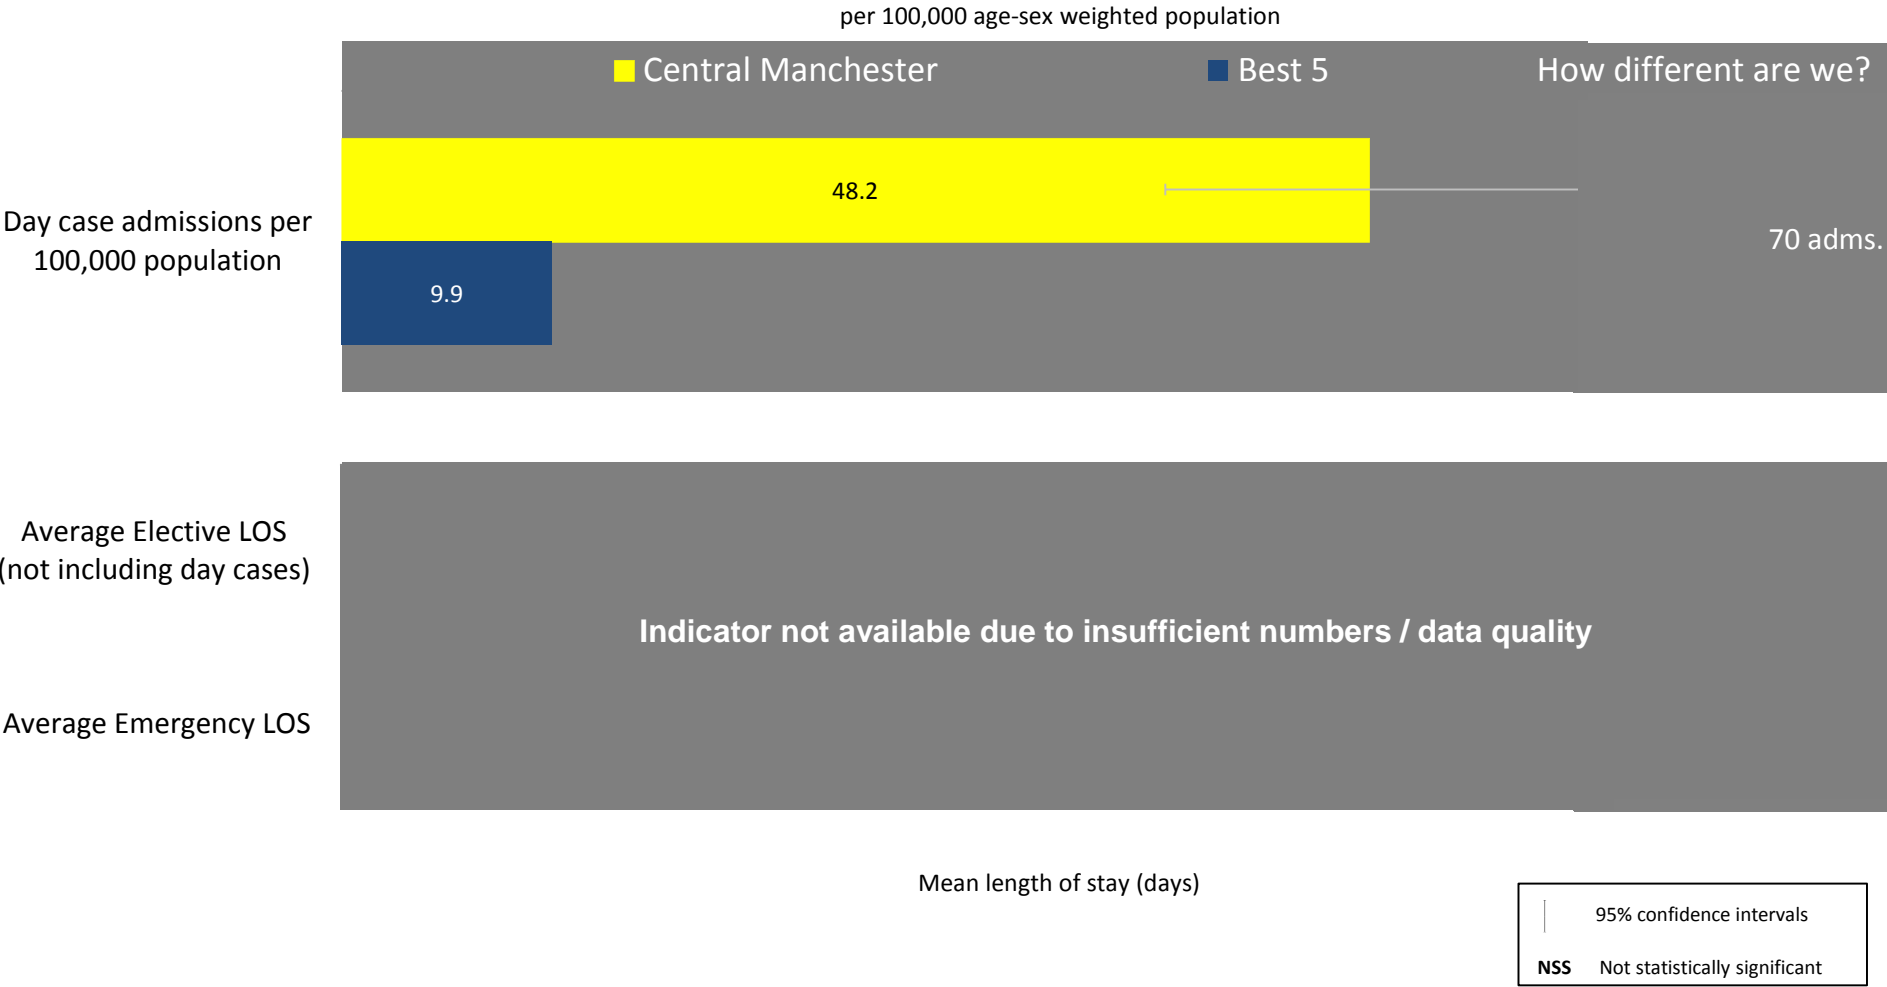 per 100,000 age-sex weighted population
Central Manchester
Best 5
How different are we?
Day case admissions per
100,000 population
48.2
9.9
70 adms.
Average Elective LOS
(not including day cases)
Indicator not available due to insufficient numbers / data quality
Average Emergency LOS
Mean length of stay (days)
95% confidence intervals
NSS Not statistically significant